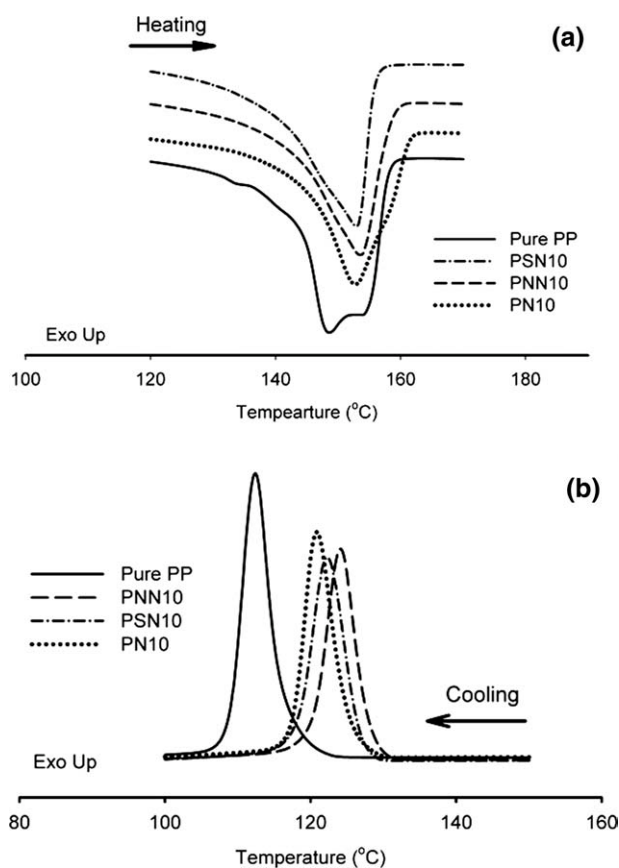 Heating
(a)
Pure PP
PSN10
PNN10
PN10
Exo Up
100 120 140 160 180
Tempearture (°C)
(b)
Pure PP
PNN10
PSN10
PN10
Cooling
Exo Up
80 100 120 140 160
Temperature (°C)